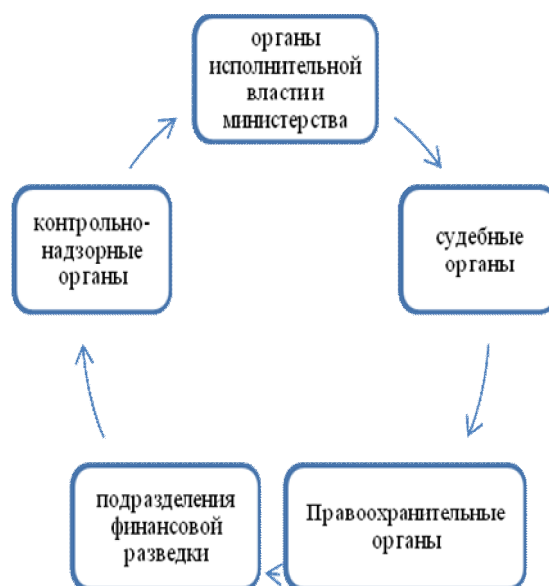 органы
исполнительной
власти и
министерства
контрольно-
надзорные
органы
судебные
органы
подразделения
финансовой
разведки
Правоохранительные
органы